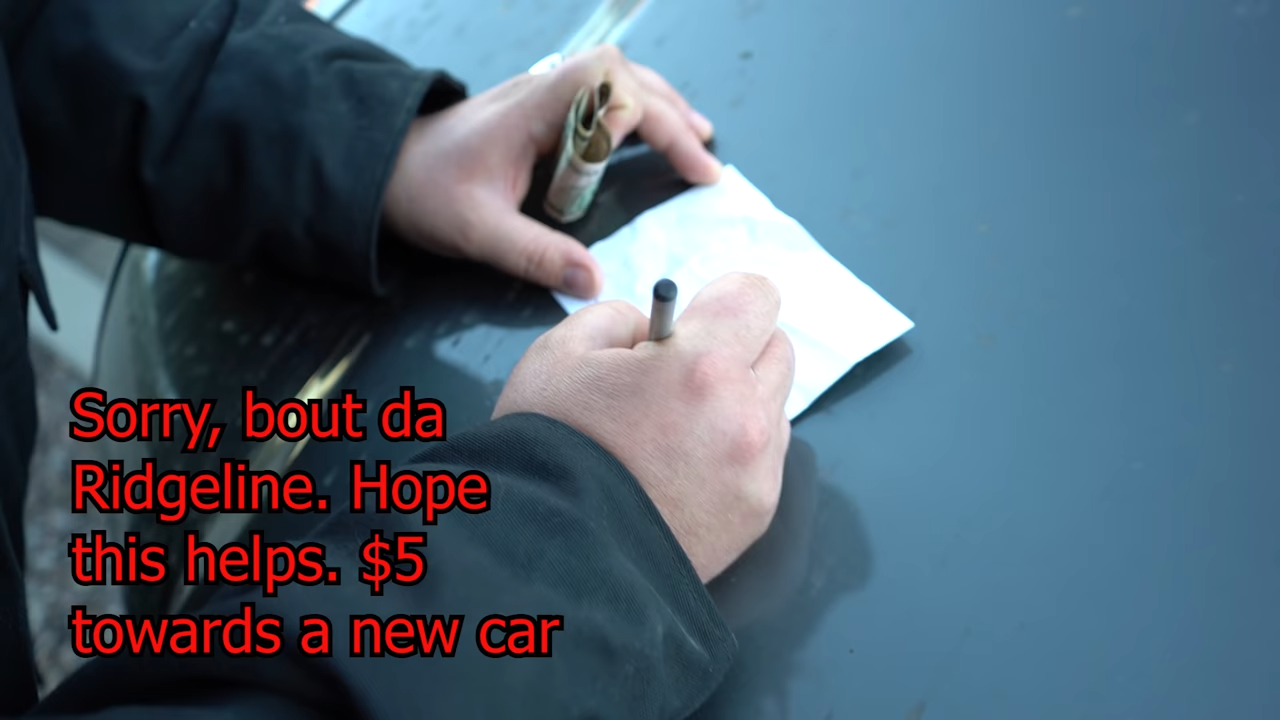 Sorry, bout da
Ridgeline. Hope
this helps. $5
towards a new car